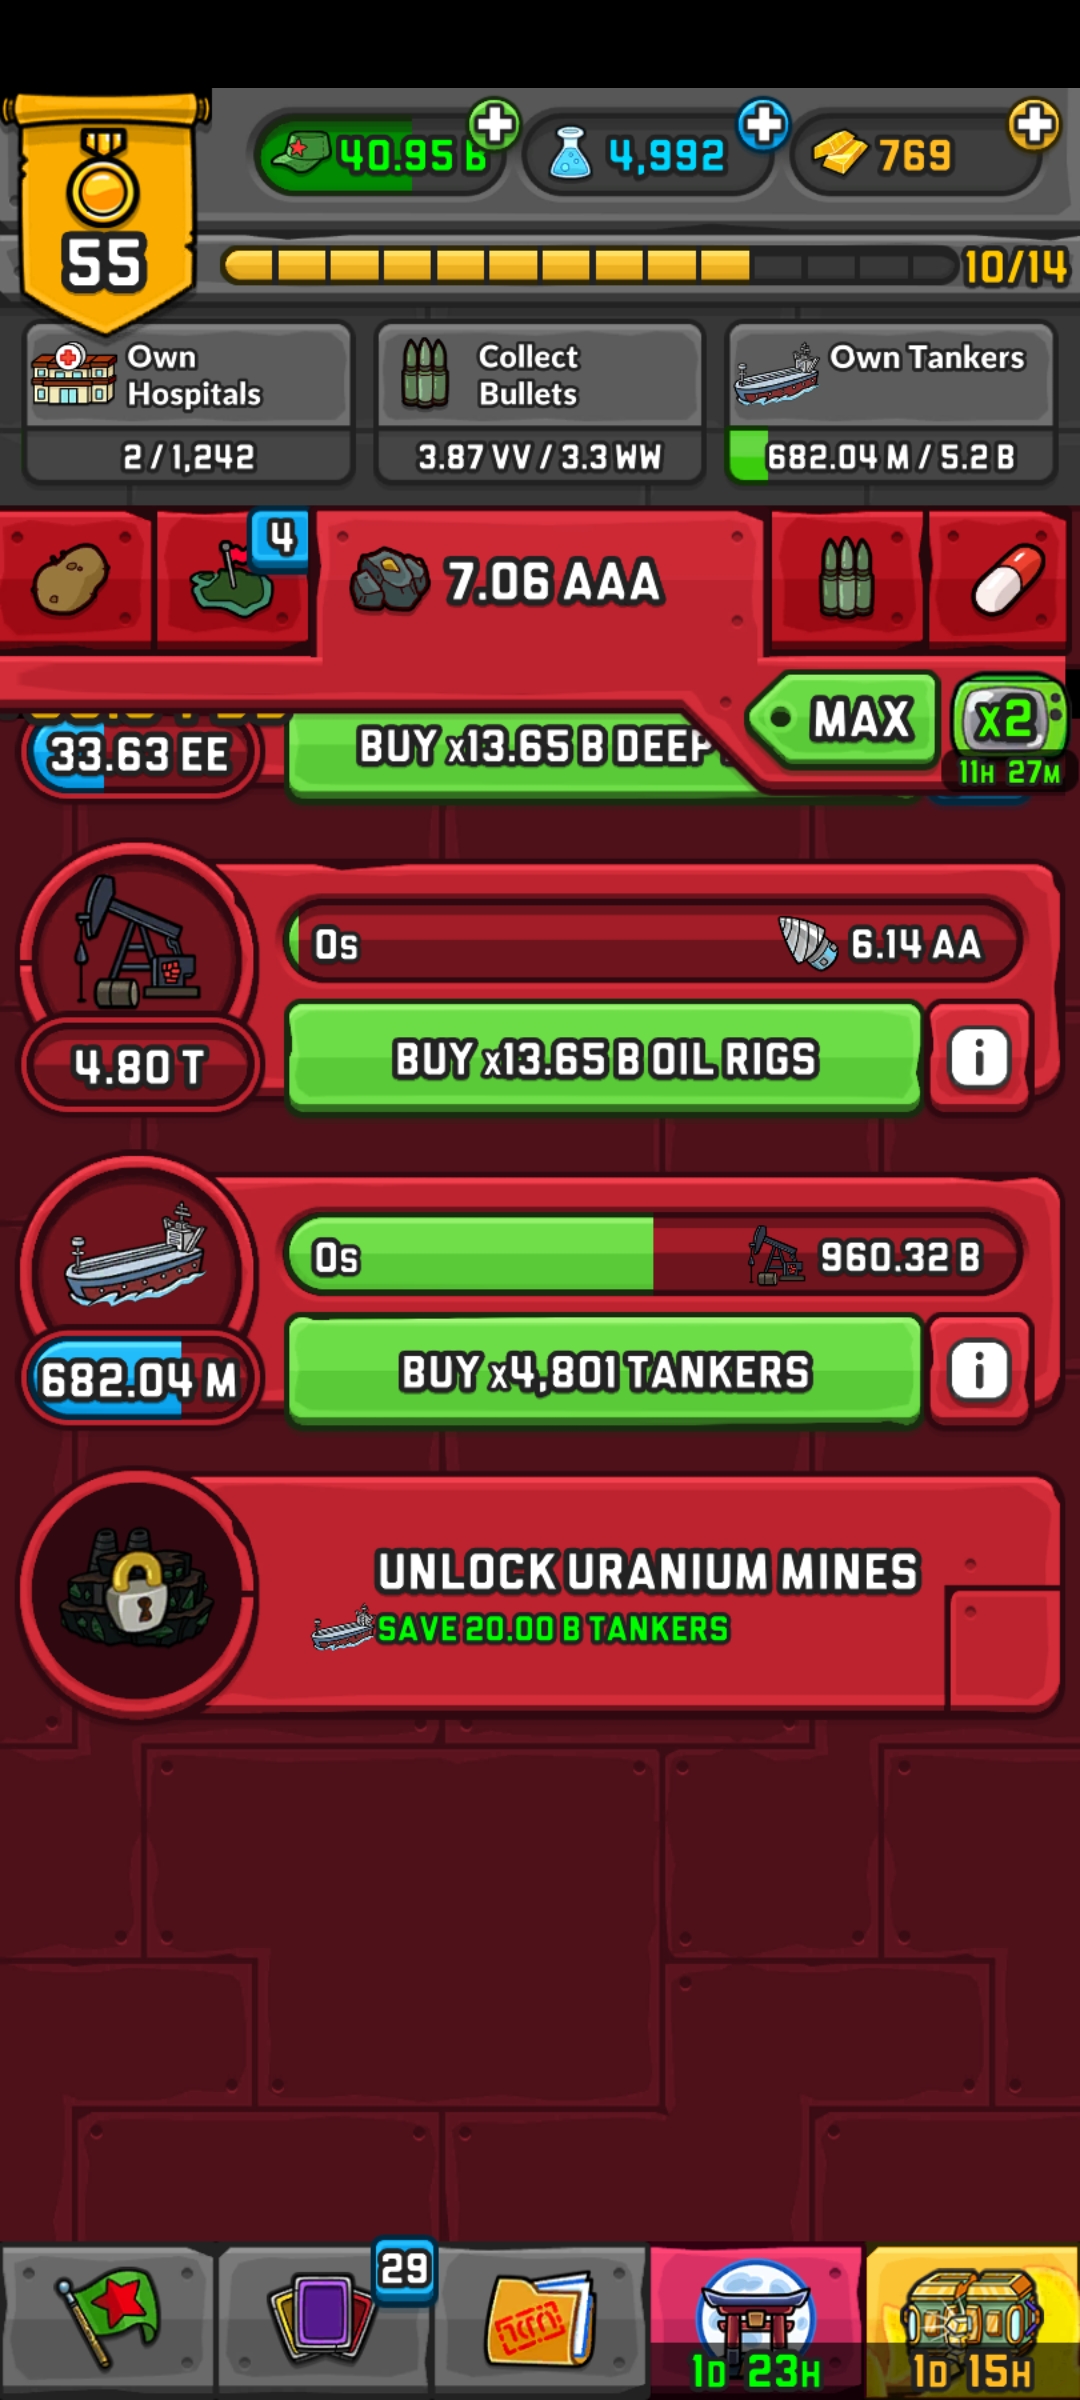 40.95 B
4,992
769
55
10/14
Own
Hospitals
2 / 1,242
Collect
Bullets
3.87 VV / 3.3 WW
Own Tankers
682.04 M / 5.2 B
4
7.06 AAA
MAX
x2
11H 27M
33.63 EE
BUY x13.65 B DEEP
0s
6.14 AA
4.80 T
BUY x13.65 B OIL RIGS
i
0s
960.32 B
682.04 M
BUY x4,801 TANKERS
i
UNLOCK URANIUM MINES
SAVE 20.00 B TANKERS
29
1D 23H
1D 15H